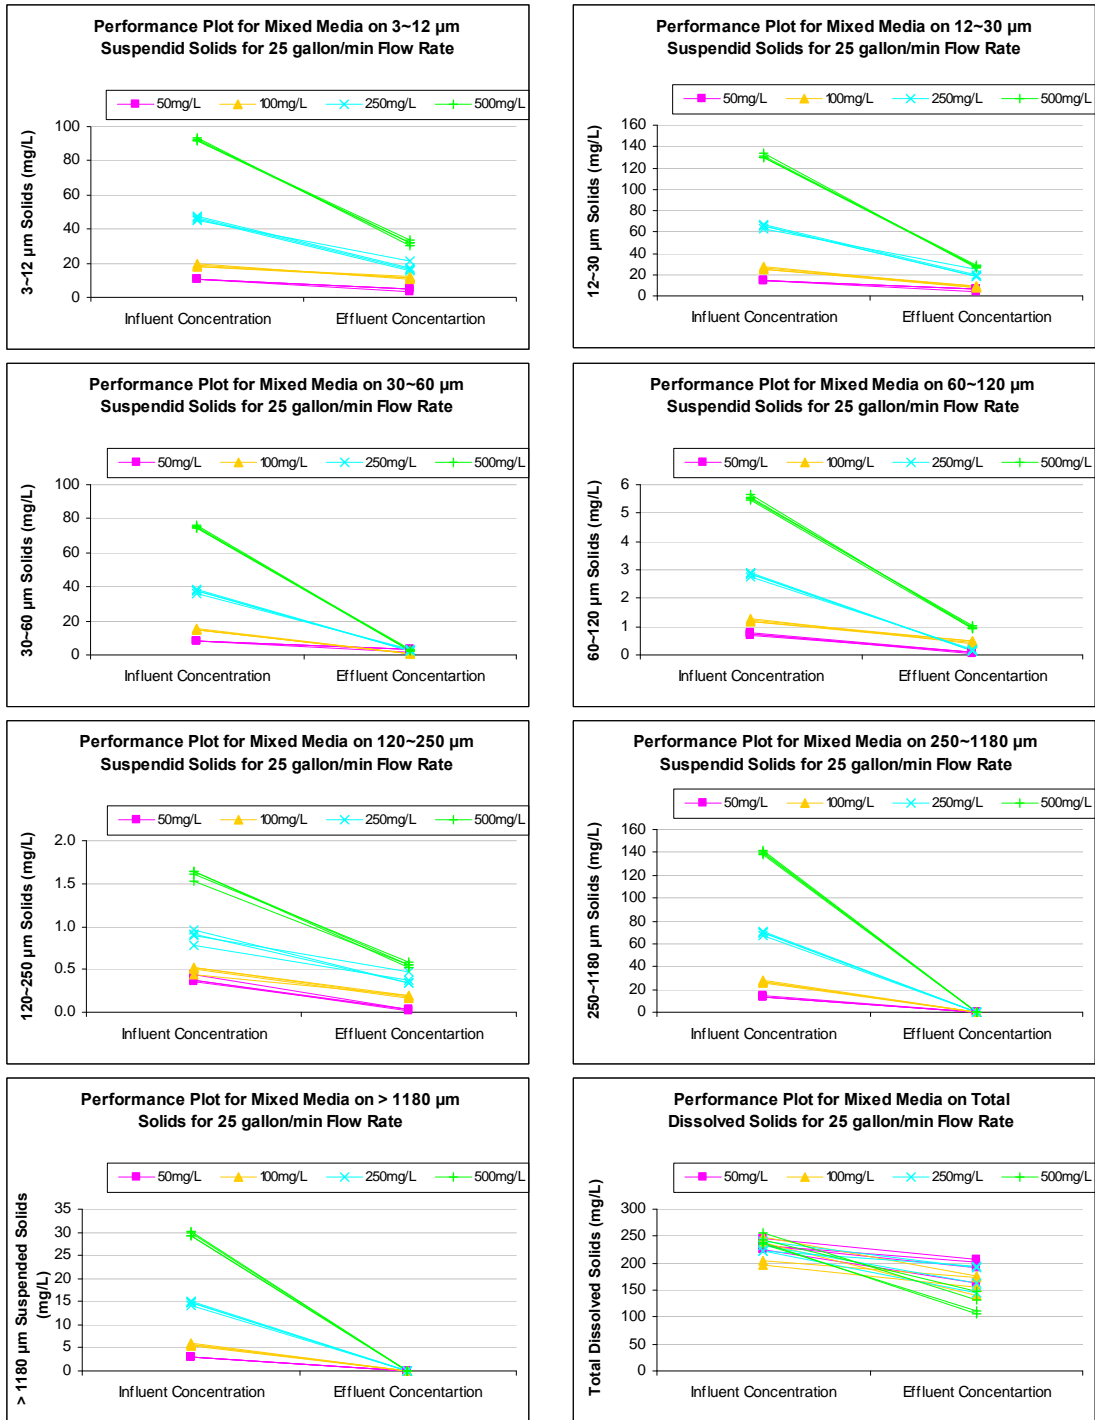 Performance Plot for Mixed Media on 3~12 µm
Suspendid Solids for 25 gallon/min Flow Rate
50mg/L 100mg/L 250mg/L 500mg/L
3~12 µm Solids (mg/L)
100
80
60
40
20
0
Influent Concentration Effluent Concentartion
Performance Plot for Mixed Media on 12~30 µm
Suspendid Solids for 25 gallon/min Flow Rate
50mg/L 100mg/L 250mg/L 500mg/L
12~30 µm Solids (mg/L)
160
140
120
100
80
60
40
20
0
Influent Concentration Effluent Concentartion
Performance Plot for Mixed Media on 30~60 µm
Suspendid Solids for 25 gallon/min Flow Rate
50mg/L 100mg/L 250mg/L 500mg/L
30~60 µm Solids (mg/L)
100
80
60
40
20
0
Influent Concentration Effluent Concentartion
Performance Plot for Mixed Media on 60~120 µm
Suspendid Solids for 25 gallon/min Flow Rate
50mg/L 100mg/L 250mg/L 500mg/L
60~120 µm Solids (mg/L)
6
5
4
3
2
1
0
Influent Concentration Effluent Concentartion
Performance Plot for Mixed Media on 120~250 µm
Suspendid Solids for 25 gallon/min Flow Rate
50mg/L 100mg/L 250mg/L 500mg/L
120~250 µm Solids (mg/L)
2.0
1.5
1.0
0.5
0.0
Influent Concentration Effluent Concentartion
Performance Plot for Mixed Media on 250~1180 µm
Suspendid Solids for 25 gallon/min Flow Rate
50mg/L 100mg/L 250mg/L 500mg/L
250~1180 µm Solids (mg/L)
160
140
120
100
80
60
40
20
0
Influent Concentration Effluent Concentartion
Performance Plot for Mixed Media on > 1180 µm
Solids for 25 gallon/min Flow Rate
50mg/L 100mg/L 250mg/L 500mg/L
> 1180 µm Suspended Solids
(mg/L)
35
30
25
20
15
10
5
0
Influent Concentration Effluent Concentartion
Performance Plot for Mixed Media on Total
Dissolved Solids for 25 gallon/min Flow Rate
50mg/L 100mg/L 250mg/L 500mg/L
Total Dissolved Solids (mg/L)
300
250
200
150
100
50
0
Influent Concentration Effluent Concentartion